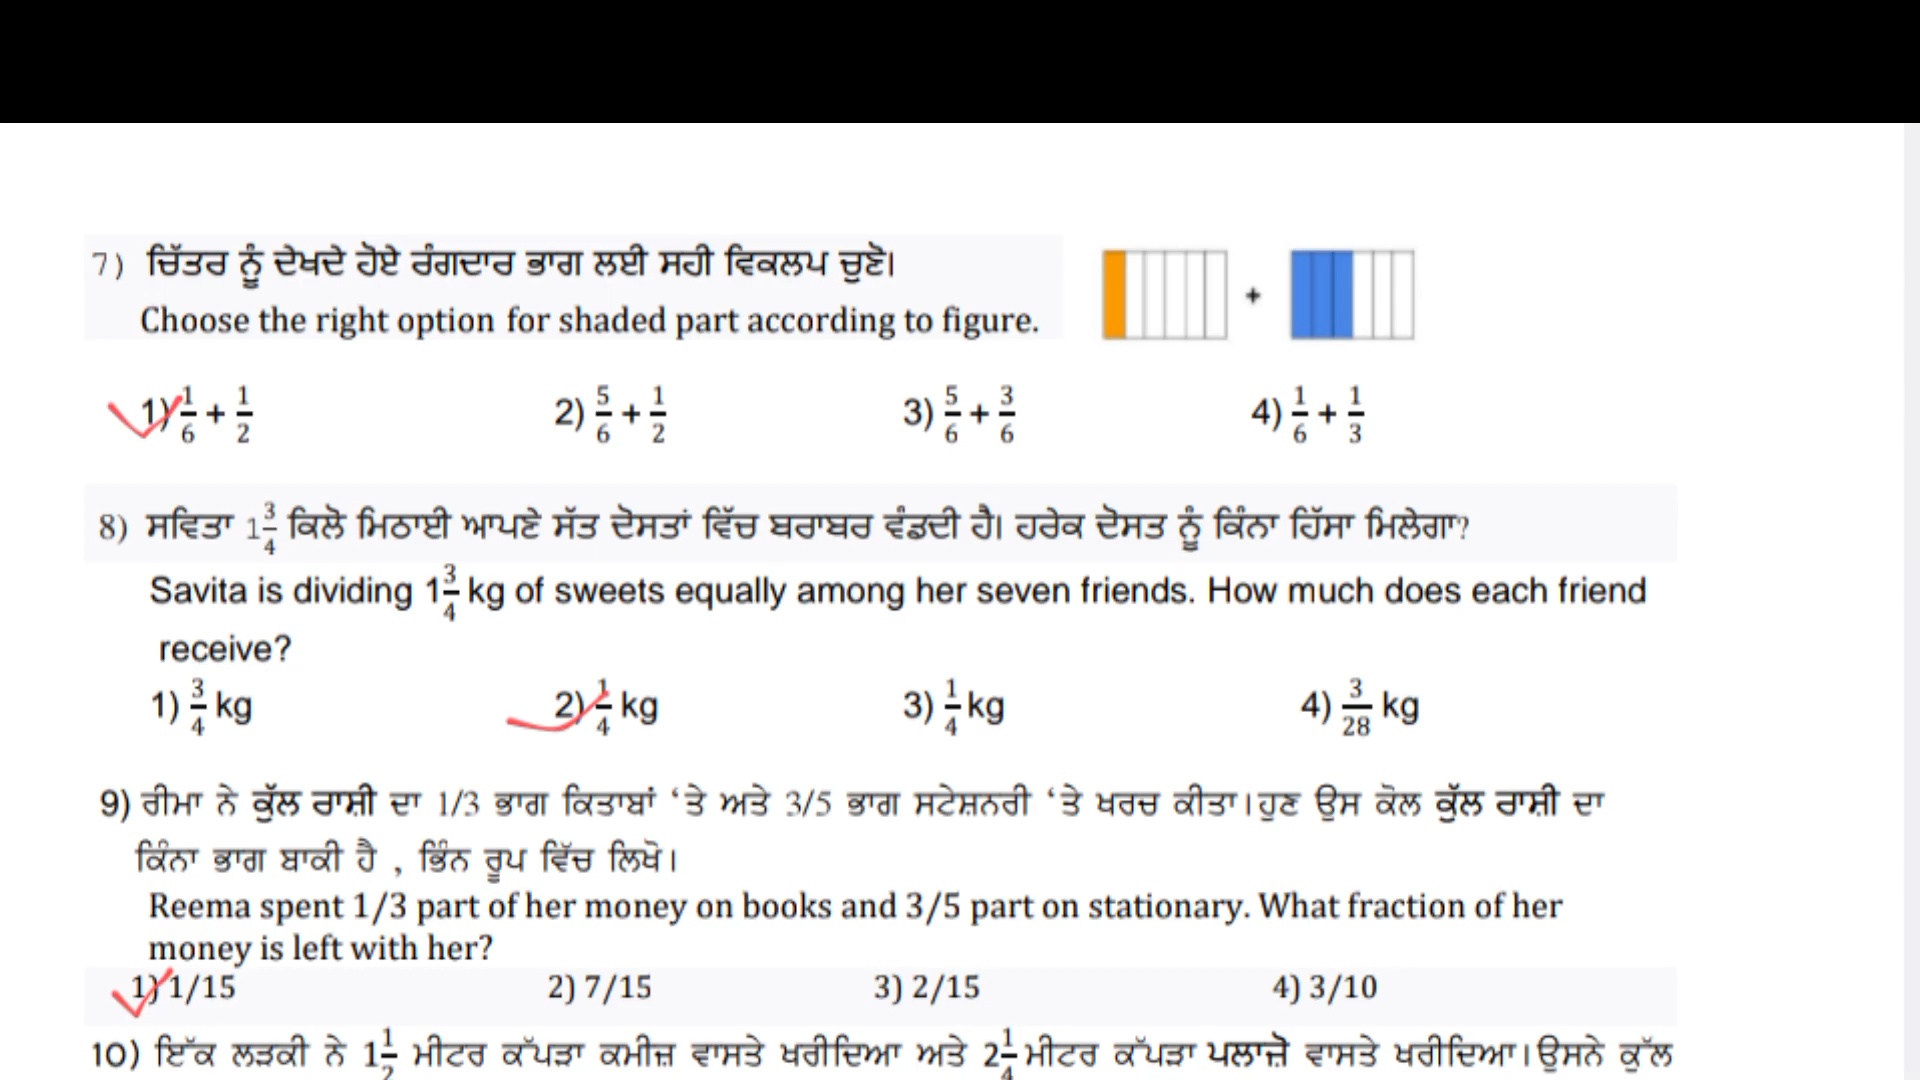 7) ਚਿੱਤਰ ਨੂੰ ਦੇਖਦੇ ਹੋਏ ਰੰਗਦਾਰ ਭਾਗ ਲਈ ਸਹੀ ਵਿਕਲਪ ਚੁਣੋ।
Choose the right option for shaded part according to figure.
+
1) 1/6 + 1/2 2) 5/6 + 1/2 3) 5/6 + 3/6 4) 1/6 + 1/3
8) ਸਵਿਤਾ 1 3/4 ਕਿਲੋ ਮਿਠਾਈ ਆਪਣੇ ਸੱਤ ਦੋਸਤਾਂ ਵਿੱਚ ਬਰਾਬਰ ਵੰਡਦੀ ਹੈ। ਹਰੇਕ ਦੋਸਤ ਨੂੰ ਕਿੰਨਾ ਹਿੱਸਾ ਮਿਲੇਗਾ?
Savita is dividing 1 3/4 kg of sweets equally among her seven friends. How much does each friend
receive?
1) 3/4 kg 2) 1/4 kg 3) 1/4 kg 4) 3/28 kg
9) ਰੀਮਾ ਨੇ ਕੁੱਲ ਰਾਸ਼ੀ ਦਾ 1/3 ਭਾਗ ਕਿਤਾਬਾਂ ‘ਤੇ ਅਤੇ 3/5 ਭਾਗ ਸਟੇਸ਼ਨਰੀ ‘ਤੇ ਖਰਚ ਕੀਤਾ।ਹੁਣ ਉਸ ਕੋਲ ਕੁੱਲ ਰਾਸ਼ੀ ਦਾ
ਕਿੰਨਾ ਭਾਗ ਬਾਕੀ ਹੈ , ਭਿੰਨ ਰੂਪ ਵਿੱਚ ਲਿਖੋ।
Reema spent 1/3 part of her money on books and 3/5 part on stationary. What fraction of her
money is left with her?
1) 1/15 2) 7/15 3) 2/15 4) 3/10
10) ਇੱਕ ਲੜਕੀ ਨੇ 1 1/2 ਮੀਟਰ ਕੱਪੜਾ ਕਮੀਜ਼ ਵਾਸਤੇ ਖਰੀਦਿਆ ਅਤੇ 2 1/4 ਮੀਟਰ ਕੱਪੜਾ ਪਲਾਜ਼ੋ ਵਾਸਤੇ ਖਰੀਦਿਆ।ਉਸਨੇ ਕੁੱਲ